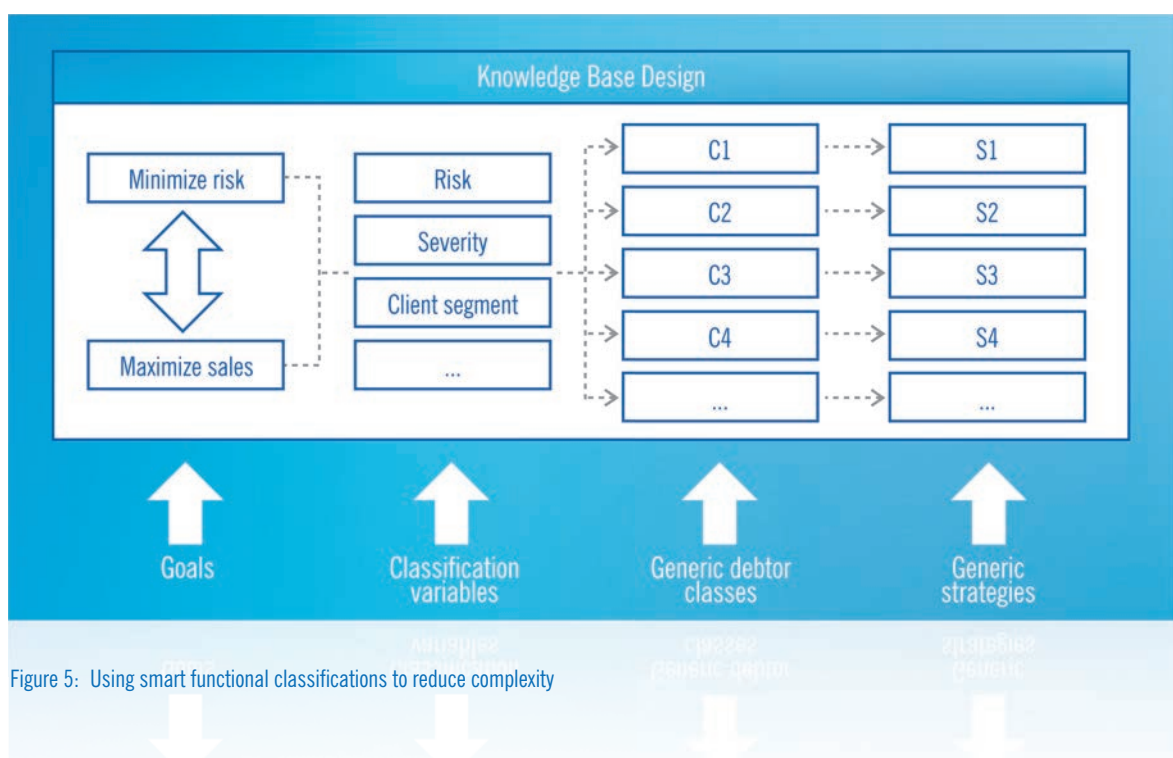 Knowledge Base Design
Minimize risk
Maximize sales
Risk
Severity
Client segment
...
C1
C2
C3
C4
...
S1
S2
S3
S4
...
Goals
Classification
variables
Generic debtor
classes
Generic
strategies
Figure 5: Using smart functional classifications to reduce complexity